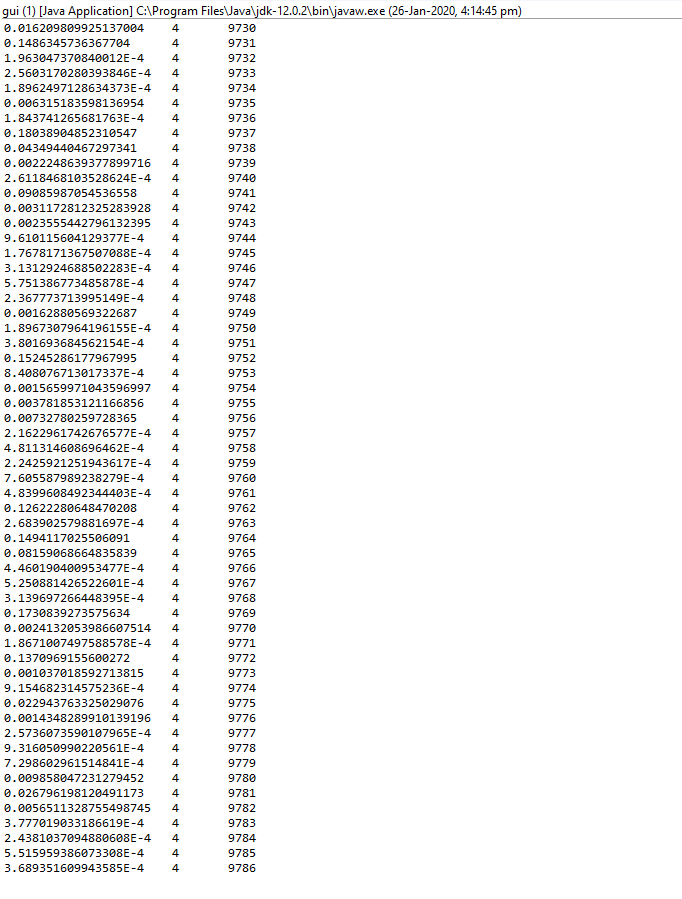 gui (1) [Java Application] C:\Program Files\Java\jdk-12.0.2\bin\javaw.exe (26-Jan-2020, 4:14:45 pm)
0.016209809925137004 4 9730
0.1486345736367704 4 9731
1.963047370840012E-4 4 9732
2.5603170280393846E-4 4 9733
1.8962497128634373E-4 4 9734
0.006315183598136954 4 9735
1.843741265681763E-4 4 9736
0.18038904852310547 4 9737
0.04349440467297341 4 9738
0.0022248639377899716 4 9739
2.6118468103528624E-4 4 9740
0.09085987054536558 4 9741
0.0031172812325283928 4 9742
0.0023555442796132395 4 9743
9.610115604129377E-4 4 9744
1.7678171367507088E-4 4 9745
3.1312924688502283E-4 4 9746
5.751386773485878E-4 4 9747
2.367773713995149E-4 4 9748
0.00162880569322687 4 9749
1.8967307964196155E-4 4 9750
3.801693684562154E-4 4 9751
0.15245286177967995 4 9752
8.408076713017337E-4 4 9753
0.0015659971043596997 4 9754
0.003781853121166856 4 9755
0.00732780259728365 4 9756
2.1622961742676577E-4 4 9757
4.811314608696462E-4 4 9758
2.2425921251943617E-4 4 9759
7.605587989238279E-4 4 9760
4.8399608492344403E-4 4 9761
0.12622280648470208 4 9762
2.683902579881697E-4 4 9763
0.1494117025506091 4 9764
0.08159068664835839 4 9765
4.460190400953477E-4 4 9766
5.250881426522601E-4 4 9767
3.139697266448395E-4 4 9768
0.1730839273575634 4 9769
0.0024132053986607514 4 9770
1.8671007497588578E-4 4 9771
0.1370969155600272 4 9772
0.001037018592713815 4 9773
9.154682314575236E-4 4 9774
0.022943763325029076 4 9775
0.0014348289910139196 4 9776
2.5736073590107965E-4 4 9777
9.316050990220561E-4 4 9778
7.298602961514841E-4 4 9779
0.009858047231279452 4 9780
0.026796198120491173 4 9781
0.0056511328755498745 4 9782
3.777019033186619E-4 4 9783
2.4381037094880608E-4 4 9784
5.515959386073308E-4 4 9785
3.689351609943585E-4 4 9786